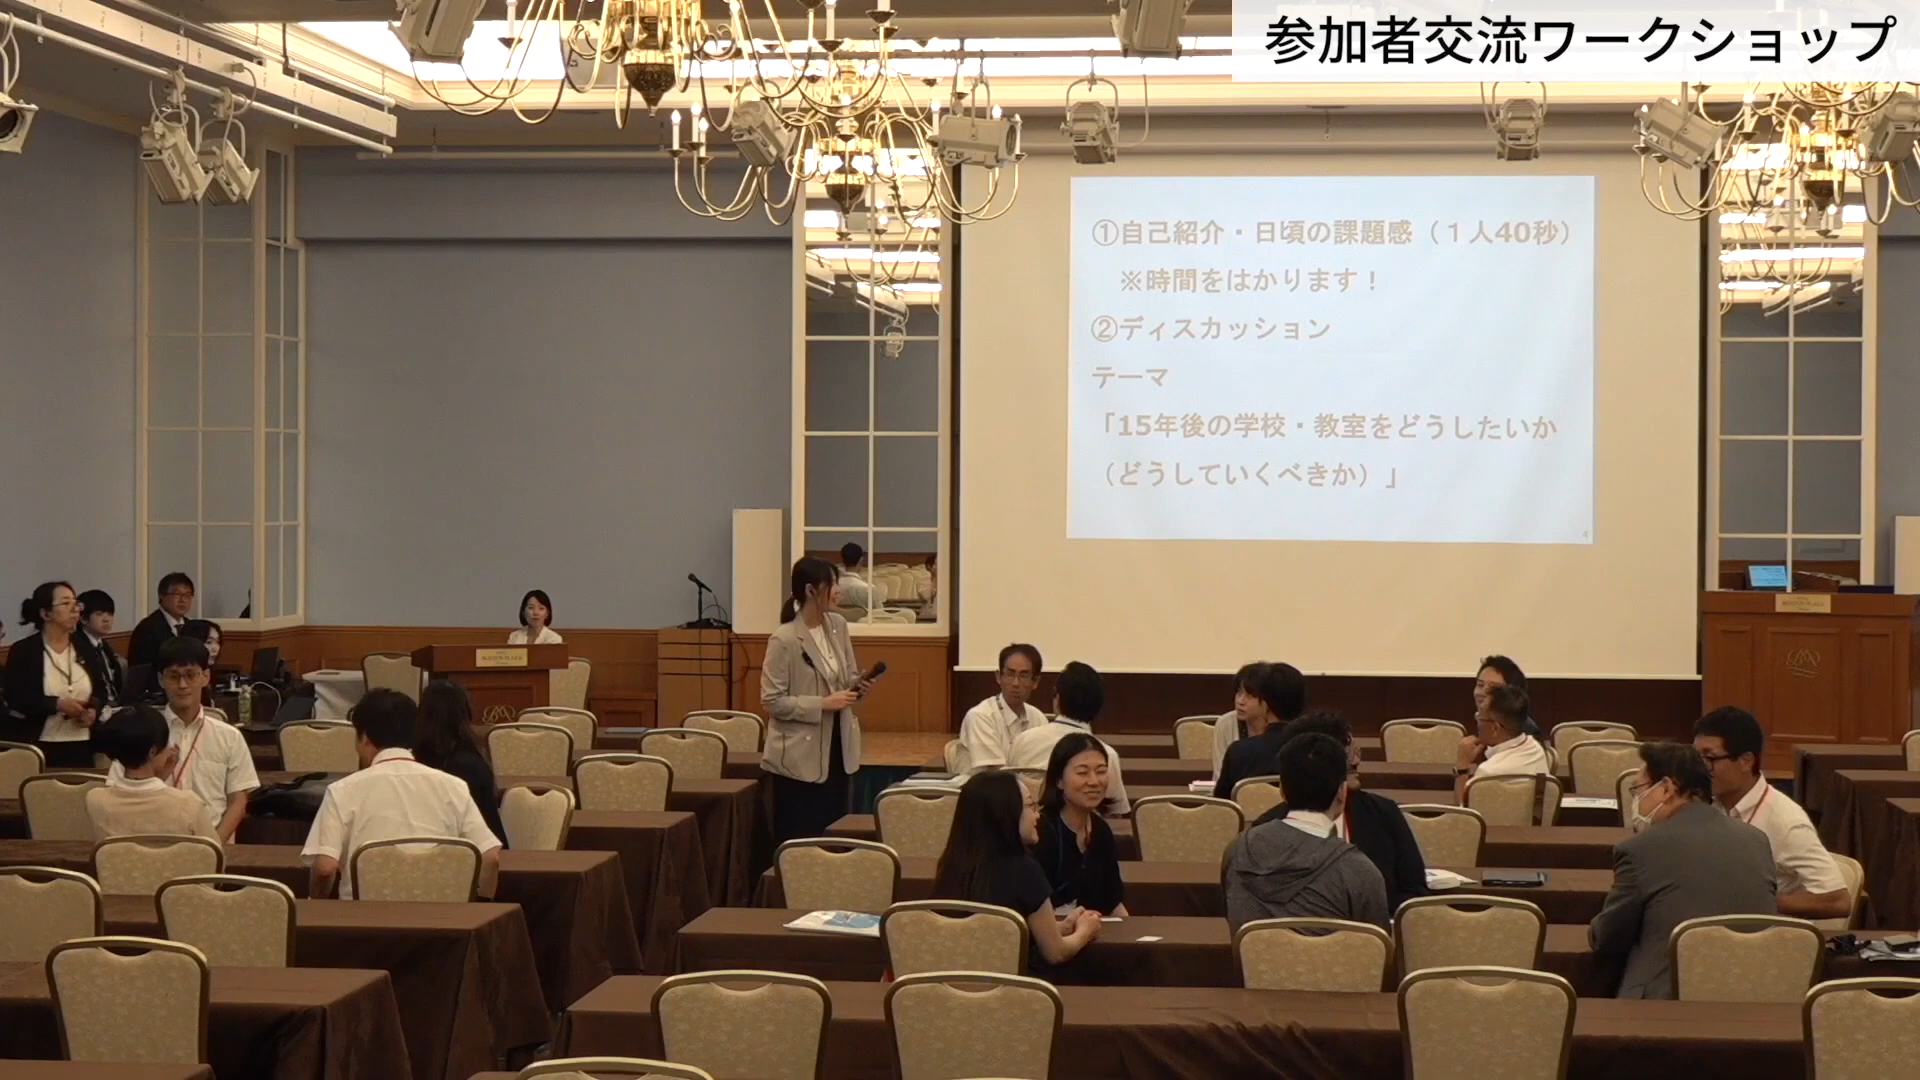 参加者交流ワークショップ
①自己紹介・日頃の課題感（１人40秒）
※時間をはかります！
②ディスカッション
テーマ
「15年後の学校・教室をどうしたいか
（どうしていくべきか）」
4